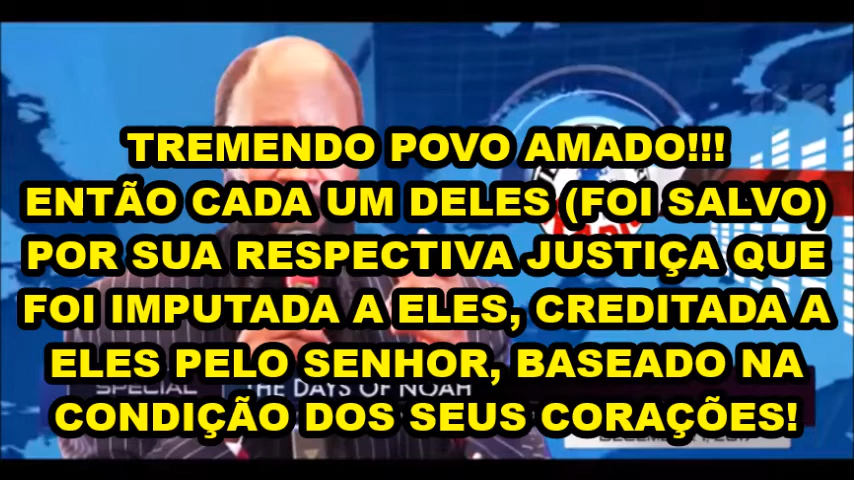 TREMENDO POVO AMADO!!!
ENTÃO CADA UM DELES (FOI SALVO)
POR SUA RESPECTIVA JUSTIÇA QUE
FOI IMPUTADA A ELES, CREDITADA A
ELES PELO SENHOR, BASEADO NA
SPECIAL THE DAYS OF NOAH
CONDIÇÃO DOS SEUS CORAÇÕES!